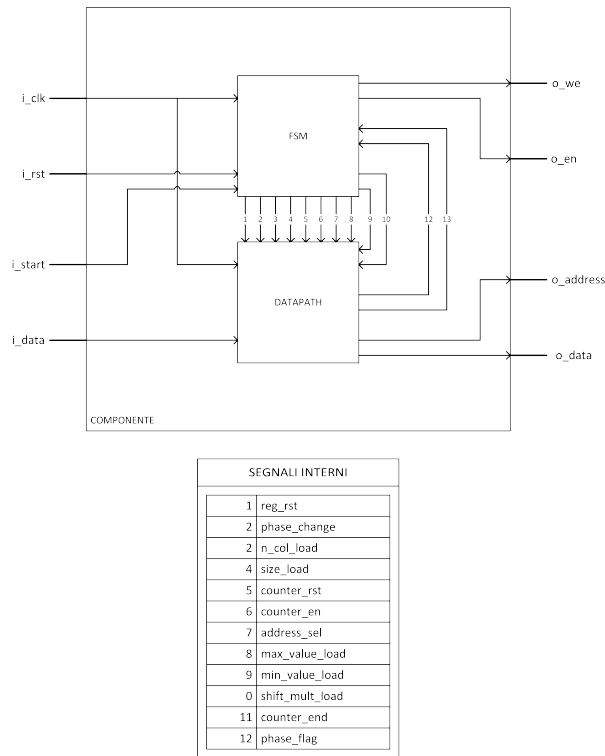 i_clk
i_rst
i_start
i_data
FSM
1 2 3 4 5 6 7 8 9 10 12 13
DATAPATH
o_we
o_en
o_address
o_data
COMPONENTE
SEGNALI INTERNI
1 reg_rst
2 phase_change
2 n_col_load
4 size_load
5 counter_rst
6 counter_en
7 address_sel
8 max_value_load
9 min_value_load
0 shift_mult_load
11 counter_end
12 phase_flag